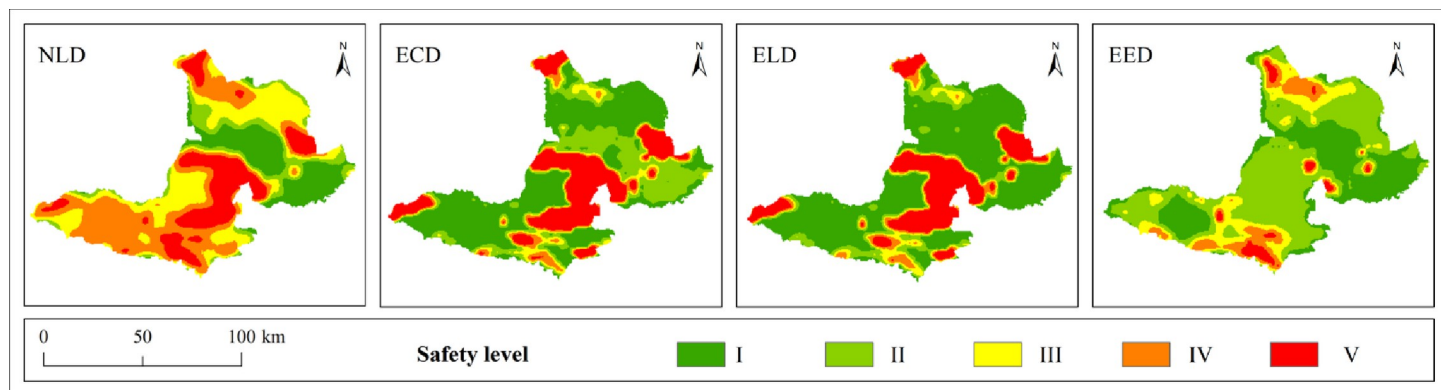 NLD
N
ECD
N
ELD
N
EED
N
0 50 100 km
Safety level
I
II
III
IV
V